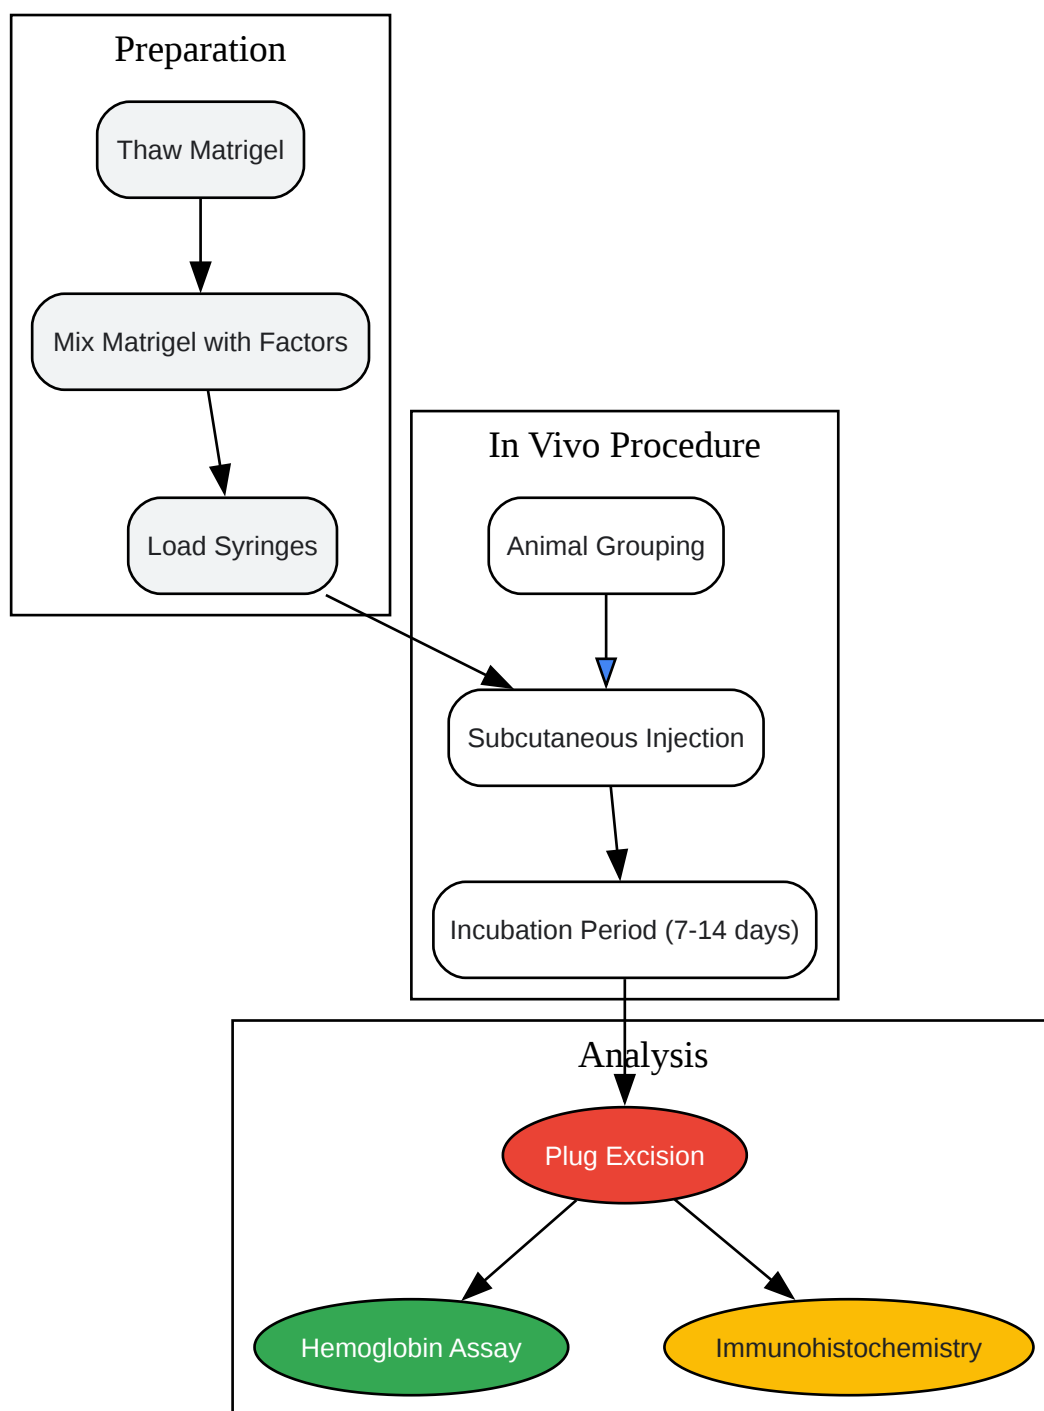 Preparation
Thaw Matrigel
Mix Matrigel with Factors
Load Syringes
In Vivo Procedure
Animal Grouping
Subcutaneous Injection
Incubation Period (7-14 days)
Analysis
Plug Excision
Hemoglobin Assay
Immunohistochemistry